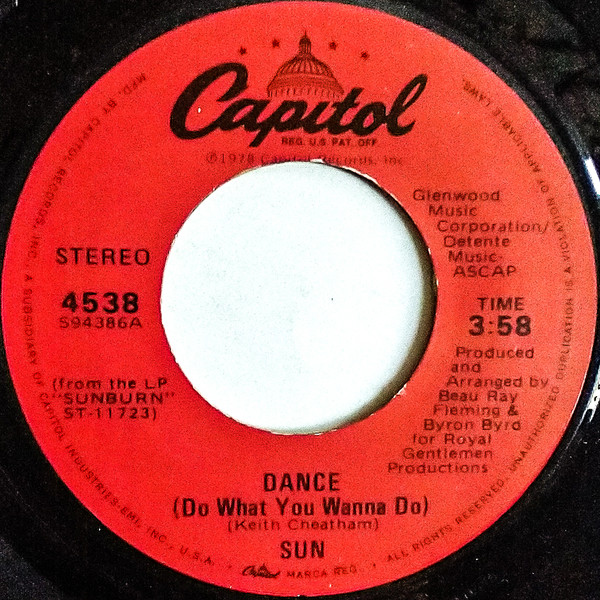 Capitol
REG. U.S. PAT. OFF.
℗1978 Capitol Records, Inc.
STEREO
4538
S94386A
(from the LP
"SUNBURN"
ST-11723)
Glenwood
Music
Corporation/
Detente
Music-
ASCAP
TIME
3:58
Produced
and
Arranged by
Beau Ray
Fleming &
Byron Byrd
for Royal
Gentlemen
Productions
DANCE
(Do What You Wanna Do)
(Keith Cheatham)
SUN
MFD. BY CAPITOL RECORDS, INC. A SUBSIDIARY OF CAPITOL INDUSTRIES-EMI, INC., U.S.A. • Capitol MARCA REG. • ALL RIGHTS RESERVED. UNAUTHORIZED DUPLICATION IS A VIOLATION OF APPLICABLE LAWS.